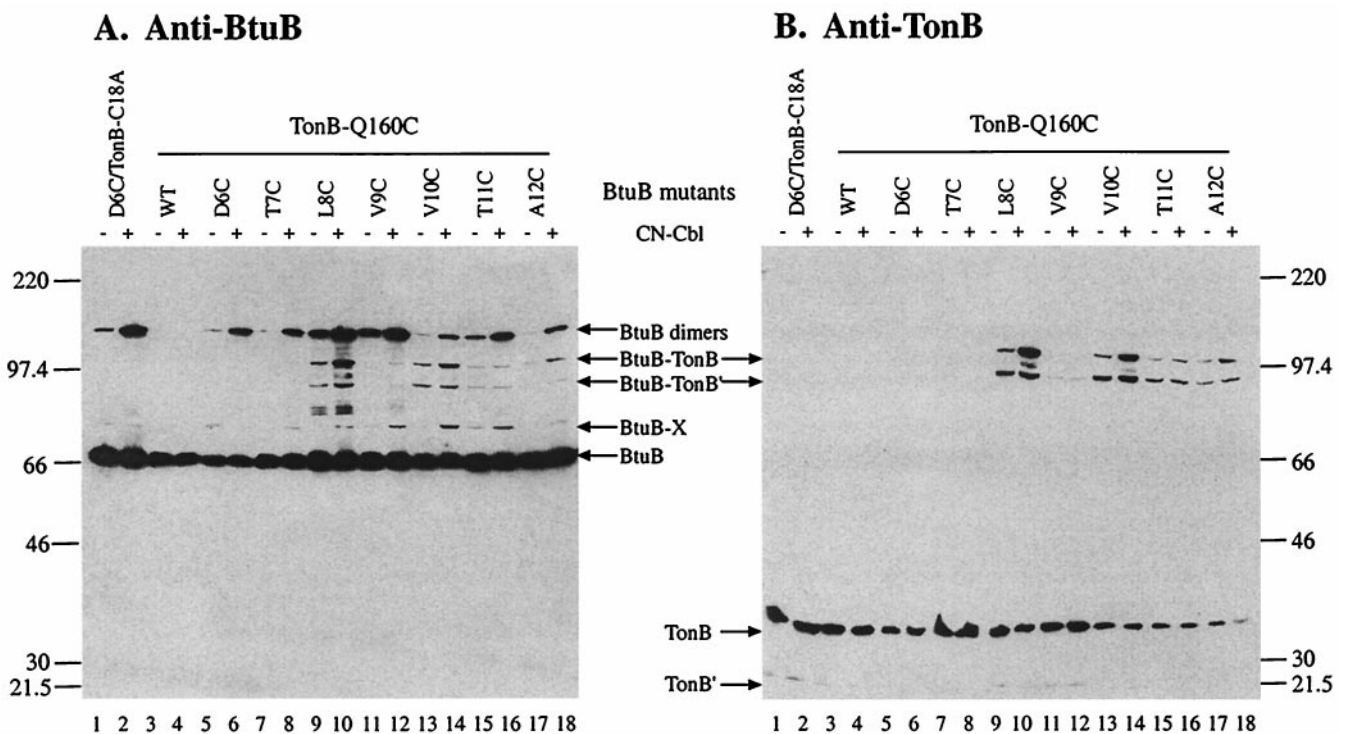 A. Anti-BtuB
D6C/TonB-C18A
TonB-Q160C
WT
D6C
T7C
L8C
V9C
V10C
T11C
A12C
- + - + - + - + - + - + - + - + - +
220
97.4
66
46
30
21.5
1 2 3 4 5 6 7 8 9 10 11 12 13 14 15 16 17 18
BtuB mutants
CN-Cbl
BtuB dimers
BtuB-TonB
BtuB-TonB'
BtuB-X
BtuB
TonB
TonB'
B. Anti-TonB
D6C/TonB-C18A
TonB-Q160C
WT
D6C
T7C
L8C
V9C
V10C
T11C
A12C
- + - + - + - + - + - + - + - + - +
220
97.4
66
46
30
21.5
1 2 3 4 5 6 7 8 9 10 11 12 13 14 15 16 17 18